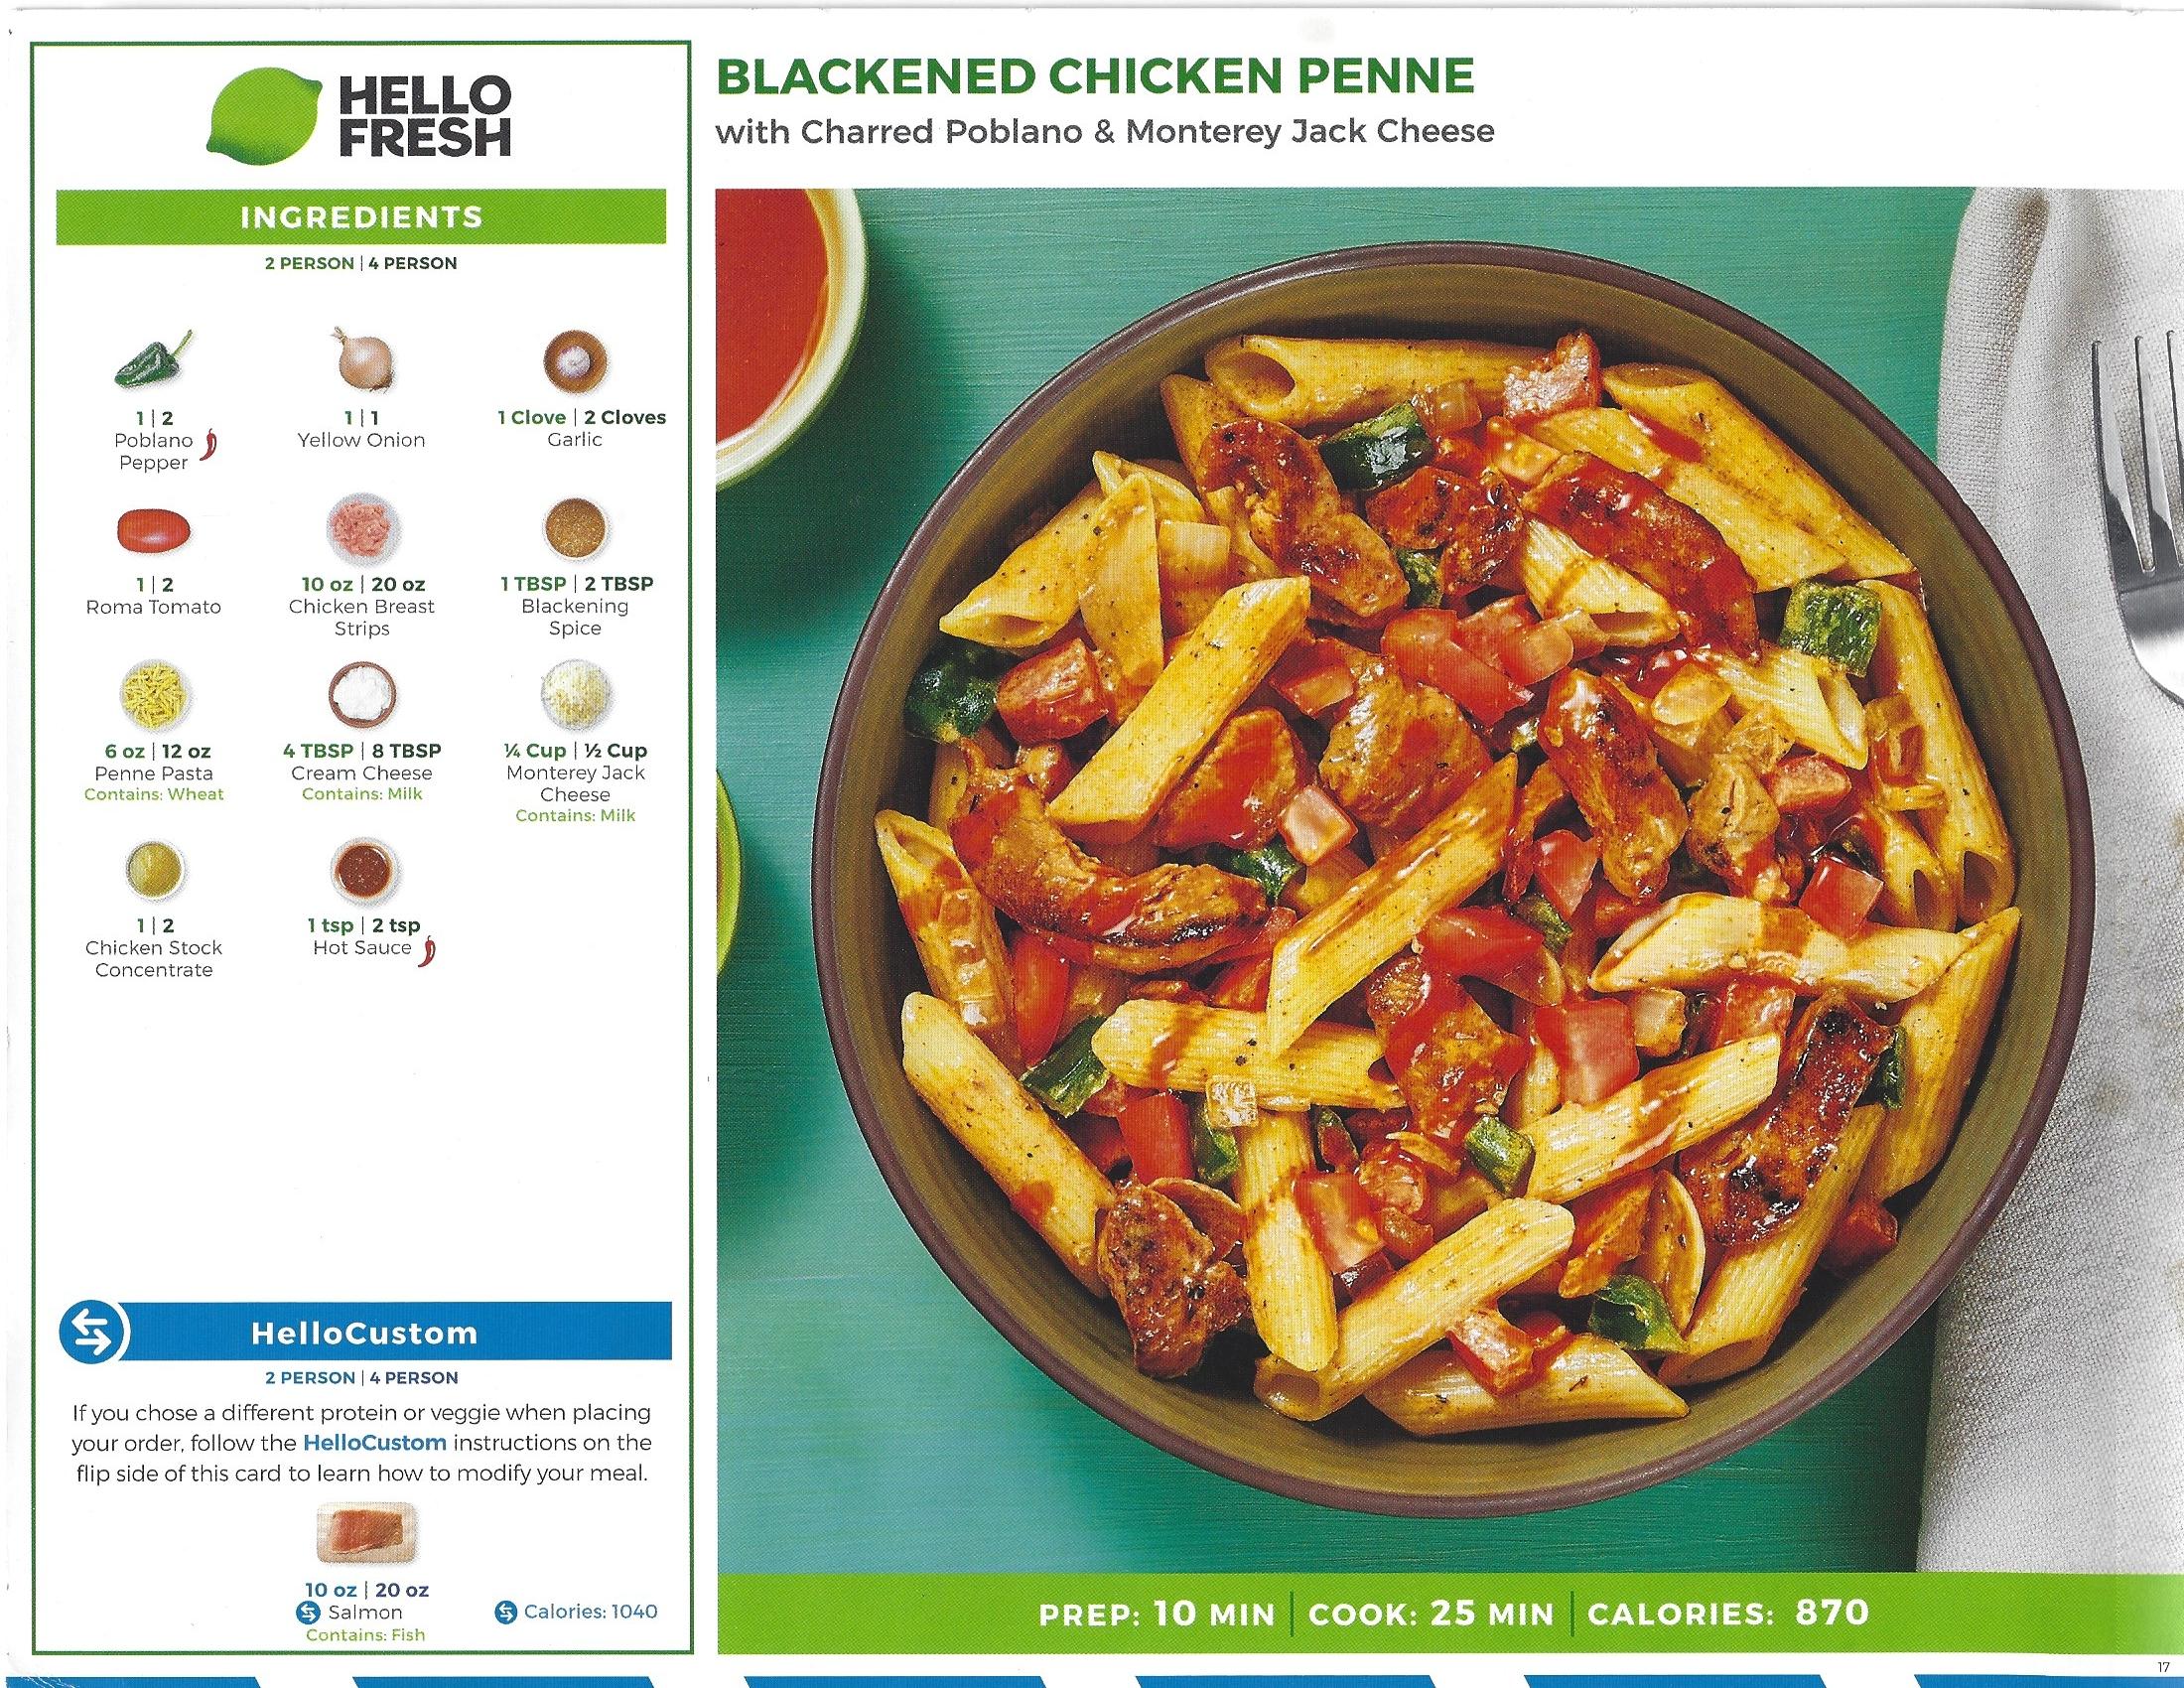 HELLO
FRESH
INGREDIENTS
2 PERSON | 4 PERSON
1 | 2
Poblano
Pepper
1 | 1
Yellow Onion
1 Clove | 2 Cloves
Garlic
1 | 2
Roma Tomato
10 oz | 20 oz
Chicken Breast
Strips
1 TBSP | 2 TBSP
Blackening
Spice
6 oz | 12 oz
Penne Pasta
Contains: Wheat
4 TBSP | 8 TBSP
Cream Cheese
Contains: Milk
¼ Cup | ½ Cup
Monterey Jack
Cheese
Contains: Milk
1 | 2
Chicken Stock
Concentrate
1 tsp | 2 tsp
Hot Sauce
HelloCustom
2 PERSON | 4 PERSON
If you chose a different protein or veggie when placing
your order, follow the HelloCustom instructions on the
flip side of this card to learn how to modify your meal.
10 oz | 20 oz
Salmon
Contains: Fish
Calories: 1040
BLACKENED CHICKEN PENNE
with Charred Poblano & Monterey Jack Cheese
PREP: 10 MIN | COOK: 25 MIN | CALORIES: 870
17